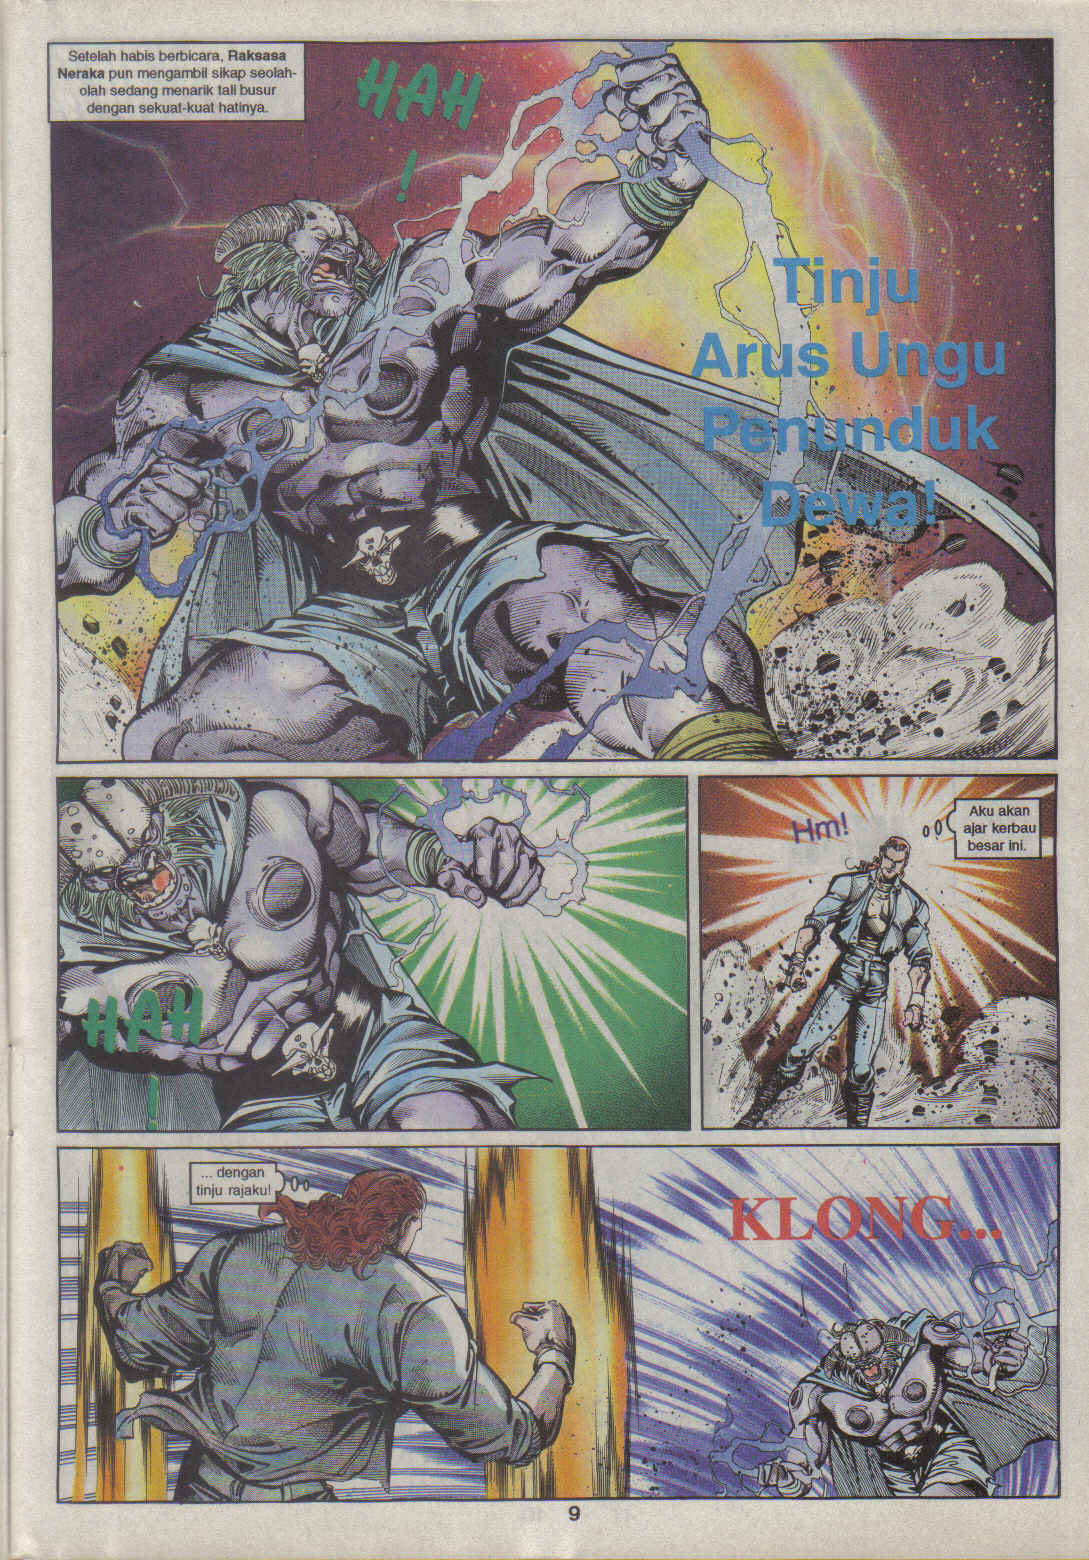 Setelah habis berbicara, Raksasa
Neraka pun mengambil sikap seolah-
olah sedang menarik tali busur
dengan sekuat-kuat hatinya.
HAH
!
Tinju
Arus Ungu
Penunduk
Dewa!
HAH
!
Hm!
Aku akan
ajar kerbau
besar ini.
... dengan
tinju rajaku!
KLONG...
9